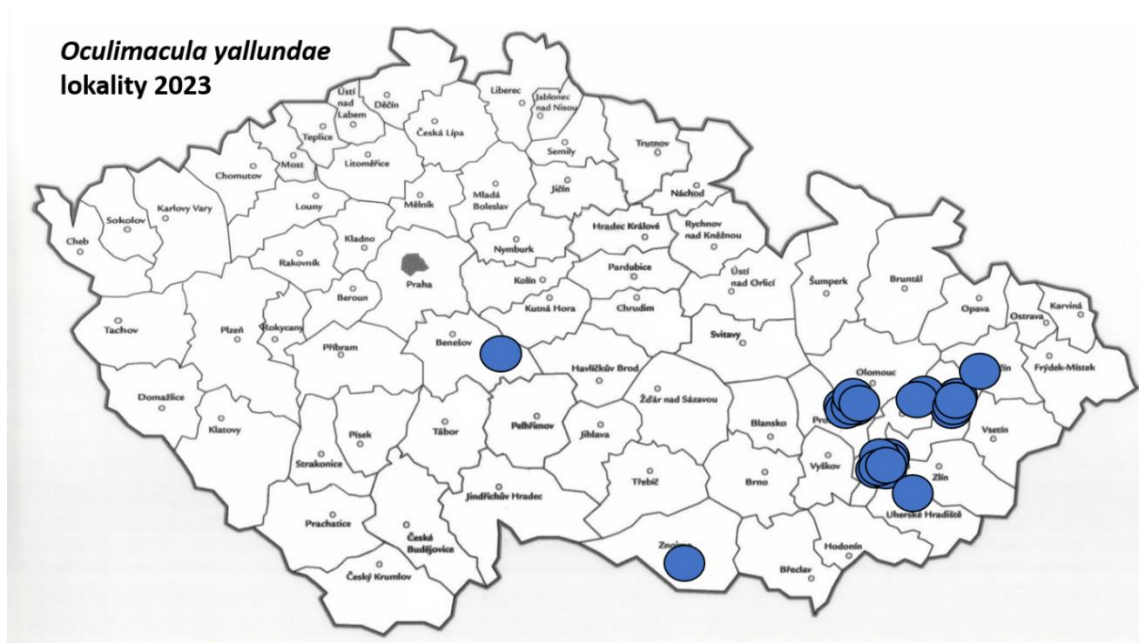 Oculimacula yallundae
lokality 2023
Liberec
Jablonec
nad Nisou
Ústí
nad
Labem
Děčín
Teplice
Česká Lípa
Most
Litoměřice
Semily
Trutnov
Chomutov
Jičín
Náchod
Sokolov
Karlovy Vary
Louny
Mělník
Mladá
Boleslav
Cheb
Kladno
Nymburk
Hradec Králové
Rychnov
nad Kněžnou
Rakovník
Praha
Kolín
Pardubice
Ústí
nad Orlicí
Šumperk
Bruntál
Beroun
Kutná Hora
Chrudim
Opava
Ostrava
Karviná
Tachov
Plzeň
Rokycany
Příbram
Benešov
Svitavy
Havlíčkův Brod
Olomouc
Frýdek-Místek
Domažlice
Klatovy
Písek
Tábor
Pelhřimov
Žďár nad Sázavou
Jihlava
Blansko
Vsetín
Strakonice
Vyškov
Zlín
Jindřichův Hradec
Třebíč
Brno
Prachatice
České
Budějovice
Uherské Hradiště
Český Krumlov
Hodonín
Břeclav